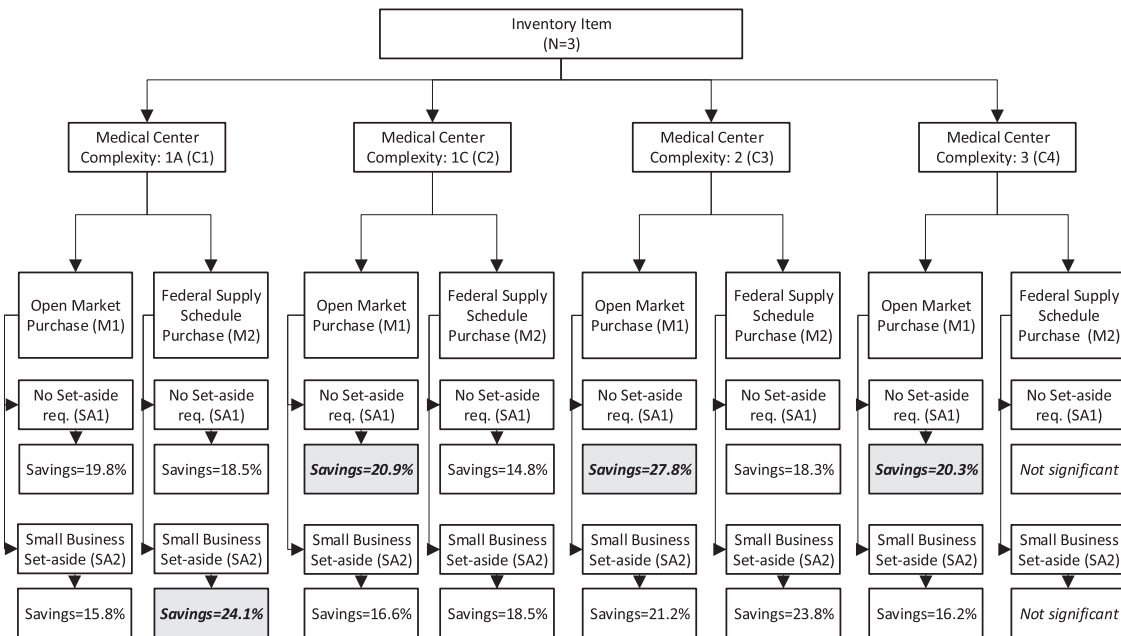 Inventory Item
(N=3)
Medical Center
Complexity: 1A (C1)
Medical Center
Complexity: 1C (C2)
Medical Center
Complexity: 2 (C3)
Medical Center
Complexity: 3 (C4)
Open Market
Purchase (M1)
Federal Supply
Schedule
Purchase (M2)
Open Market
Purchase (M1)
Federal Supply
Schedule
Purchase (M2)
Open Market
Purchase (M1)
Federal Supply
Schedule
Purchase (M2)
Open Market
Purchase (M1)
Federal Supply
Schedule
Purchase (M2)
No Set-aside
req. (SA1)
No Set-aside
req. (SA1)
No Set-aside
req. (SA1)
No Set-aside
req. (SA1)
No Set-aside
req. (SA1)
No Set-aside
req. (SA1)
No Set-aside
req. (SA1)
No Set-aside
req. (SA1)
Savings=19.8%
Savings=18.5%
Savings=20.9%
Savings=14.8%
Savings=27.8%
Savings=18.3%
Savings=20.3%
Not significant
Small Business
Set-aside (SA2)
Small Business
Set-aside (SA2)
Small Business
Set-aside (SA2)
Small Business
Set-aside (SA2)
Small Business
Set-aside (SA2)
Small Business
Set-aside (SA2)
Small Business
Set-aside (SA2)
Small Business
Set-aside (SA2)
Savings=15.8%
Savings=24.1%
Savings=16.6%
Savings=18.5%
Savings=21.2%
Savings=23.8%
Savings=16.2%
Not significant